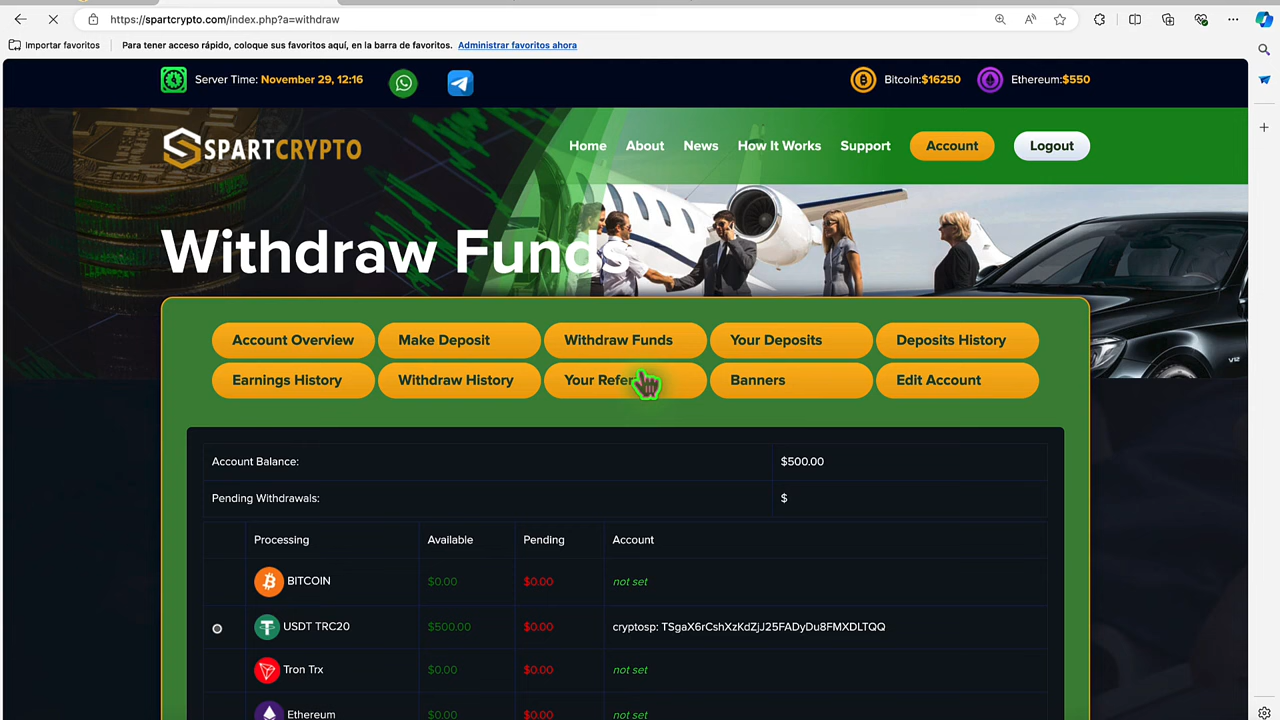 https://spartcrypto.com/index.php?a=withdraw
Importar favoritos
Para tener acceso rápido, coloque sus favoritos aquí, en la barra de favoritos. Administrar favoritos ahora
Server Time: November 29, 12:16
Bitcoin:$16250
Ethereum:$550
SPARTCRYPTO
Home About News How It Works Support Account Logout
Withdraw Funds
Account Overview Make Deposit Withdraw Funds Your Deposits Deposits History
Earnings History Withdraw History Your Banners Edit Account
Account Balance: $500.00
Pending Withdrawals: $
Processing Available Pending Account
BITCOIN $0.00 $0.00 not set
USDT TRC20 $500.00 $0.00 cryptosp: TSgaX6rCshXzKdZjJ25FADyDu8FMXDLTQQ
Tron Trx $0.00 $0.00 not set
Ethereum $0.00 $0.00 not set
V12